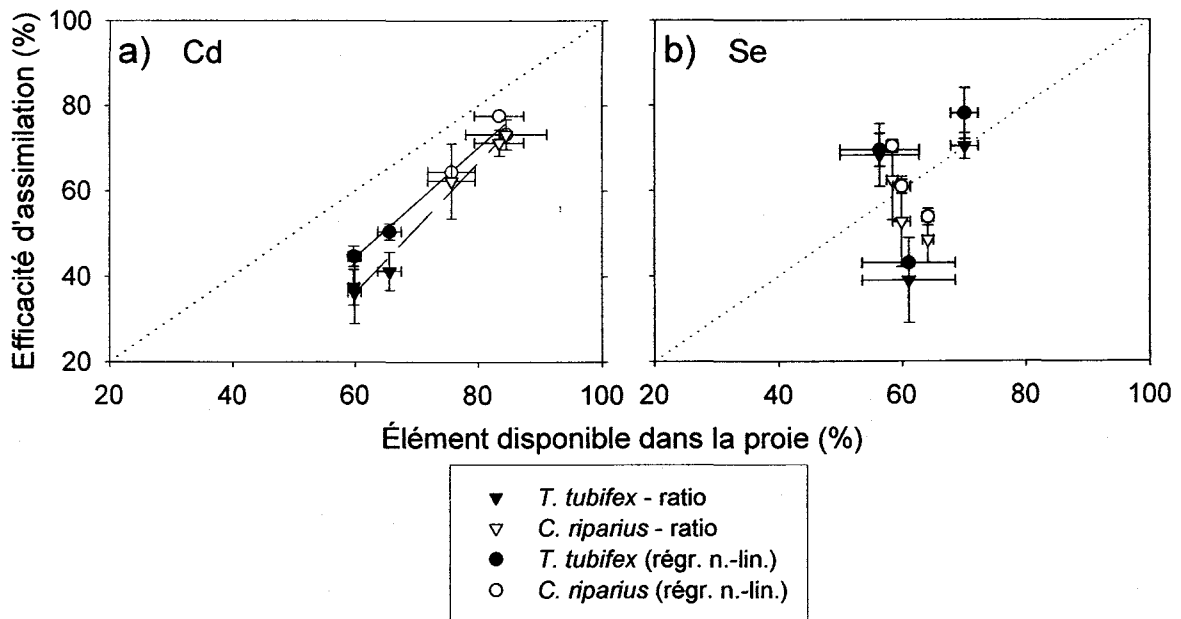 a) Cd
b) Se
Efficacité d'assimilation (%)
100
80
60
40
20
20 40 60 80 100
20 40 60 80 100
Élément disponible dans la proie (%)
T. tubifex - ratio
C. riparius - ratio
T. tubifex (régr. n.-lin.)
C. riparius (régr. n.-lin.)